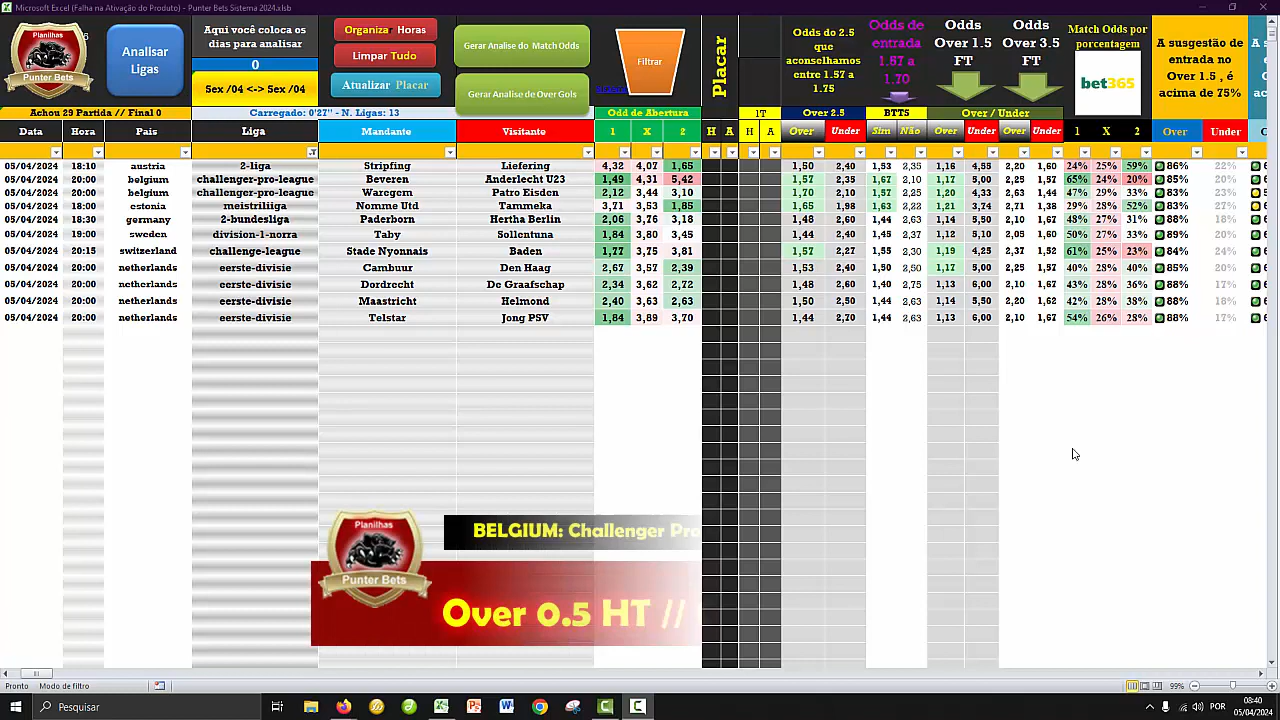 Microsoft Excel (Falha na Ativação do Produto) - Punter Bets Sistema 2024.xlsb
Planilhas
Punter Bets
Analisar Ligas
Aqui você coloca os dias para analisar
0
Sex /04 <-> Sex /04
Organiza Horas
Limpar Tudo
Atualizar Placar
Gerar Analise do Match Odds
Gerar Analise de Over Gols
Filtrar
Placar
Odds do 2.5 que aconselhamos entre 1.57 a 1.75
Odds de entrada 1.67 a 1.70
Odds Over 1.5 FT
Odds Over 3.5 FT
Match Odds por porcentagem
bet365
A susgestão de entrada no Over 1.5 , é acima de 75%
Achou 29 Partida // Final 0
Carregado: 0'27" - N. Ligas: 13
Odd de Abertura
1T
Over 2.5
BTTS
Over / Under
Data Hora País Liga Mandante Visitante 1 X 2 H A H A Over Under Sim Não Over Under Over Under 1 X 2 Over Under
05/04/2024 18:10 austria 2-liga Stripfing Liefering 4,32 4,07 1,65 1,50 2,40 1,53 2,35 1,16 4,55 2,20 1,60 24% 25% 59% 86% 22%
05/04/2024 20:00 belgium challenger-pro-league Beveren Anderlecht U23 1,49 4,31 5,42 1,57 2,35 1,67 2,10 1,17 5,00 2,25 1,57 65% 24% 20% 85% 20%
05/04/2024 20:00 belgium challenger-pro-league Waregem Patro Eisden 2,12 3,44 3,10 1,70 2,10 1,57 2,25 1,20 4,33 2,63 1,44 47% 29% 33% 83% 23%
05/04/2024 18:00 estonia meistriliiga Nomme Utd Tammeka 3,71 3,53 1,85 1,65 1,98 1,63 2,22 1,21 3,74 2,71 1,38 29% 28% 52% 83% 27%
05/04/2024 18:30 germany 2-bundesliga Paderborn Hertha Berlin 2,06 3,76 3,18 1,48 2,60 1,44 2,63 1,14 5,50 2,10 1,67 48% 27% 31% 88% 18%
05/04/2024 19:00 sweden division-1-norra Taby Sollentuna 1,84 3,80 3,45 1,44 2,40 1,45 2,37 1,12 5,10 2,05 1,60 50% 27% 33% 89% 20%
05/04/2024 20:15 switzerland challenge-league Stade Nyonnais Baden 1,77 3,75 3,81 1,57 2,27 1,55 2,30 1,19 4,25 2,37 1,52 61% 25% 23% 84% 24%
05/04/2024 20:00 netherlands eerste-divisie Cambuur Den Haag 2,67 3,57 2,39 1,53 2,60 1,50 2,50 1,17 5,00 2,25 1,57 40% 28% 40% 85% 20%
05/04/2024 20:00 netherlands eerste-divisie Dordrecht De Graafschap 2,34 3,62 2,72 1,48 2,60 1,40 2,75 1,13 6,00 2,10 1,67 43% 28% 36% 88% 17%
05/04/2024 20:00 netherlands eerste-divisie Maastricht Helmond 2,40 3,63 2,63 1,50 2,50 1,44 2,63 1,14 5,50 2,20 1,62 42% 28% 38% 88% 18%
05/04/2024 20:00 netherlands eerste-divisie Telstar Jong PSV 1,84 3,89 3,70 1,44 2,70 1,44 2,63 1,13 6,00 2,10 1,67 54% 26% 28% 88% 17%
Planilhas
Punter Bets
BELGIUM: Challenger Pro
Over 0.5 HT //
Pronto Modo de filtro 99%
Pesquisar
POR
08:40
05/04/2024